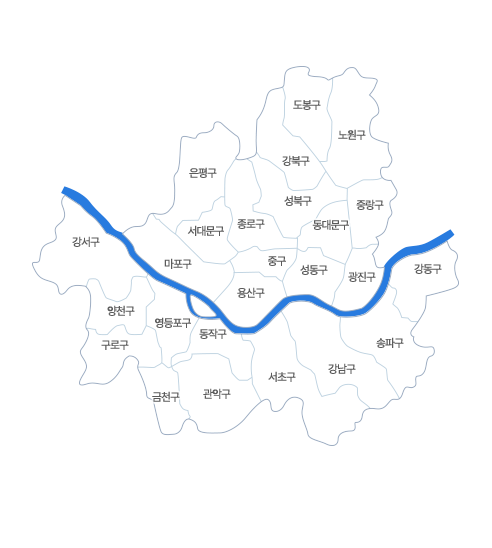 도봉구
노원구
강북구
은평구
성북구
중랑구
종로구
동대문구
서대문구
강서구
마포구
중구
성동구
광진구
강동구
용산구
양천구
영등포구
동작구
구로구
송파구
강남구
서초구
관악구
금천구